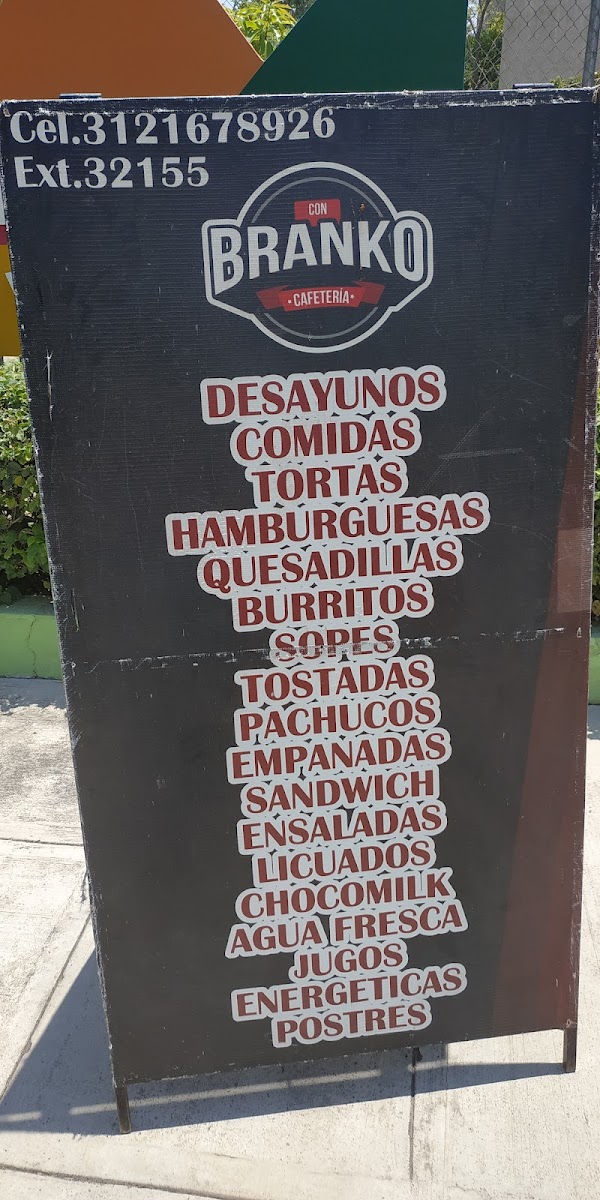 Cel.3121678926
Ext.32155
CON
BRANKO
CAFETERÍA
DESAYUNOS
COMIDAS
TORTAS
HAMBURGUESAS
QUESADILLAS
BURRITOS
SOPES
TOSTADAS
PACHUCOS
EMPANADAS
SANDWICH
ENSALADAS
LICUADOS
CHOCOMILK
AGUA FRESCA
JUGOS
ENERGETICAS
POSTRES